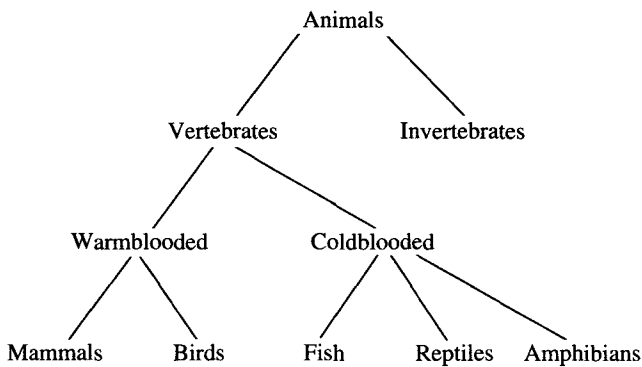 Animals
Vertebrates Invertebrates
Warmblooded Coldblooded
Mammals Birds Fish Reptiles Amphibians